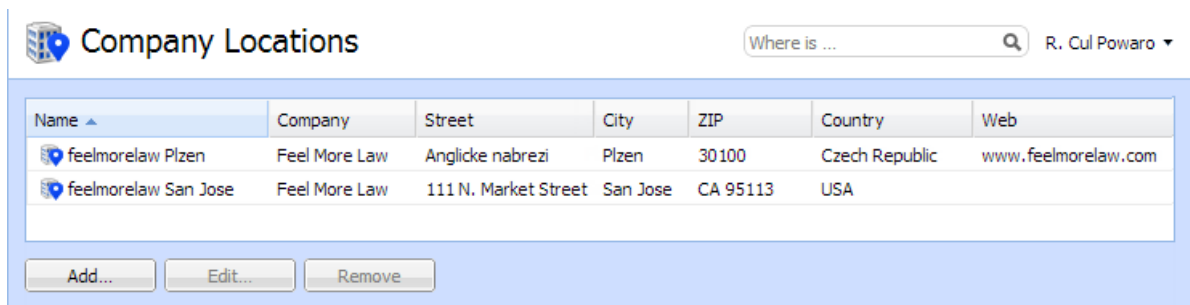 Company Locations Where is ... R. Cul Powaro
Name Company Street City ZIP Country Web
feelmorelaw Plzen Feel More Law Anglicke nabrezi Plzen 30100 Czech Republic www.feelmorelaw.com
feelmorelaw San Jose Feel More Law 111 N. Market Street San Jose CA 95113 USA
Add... Edit... Remove